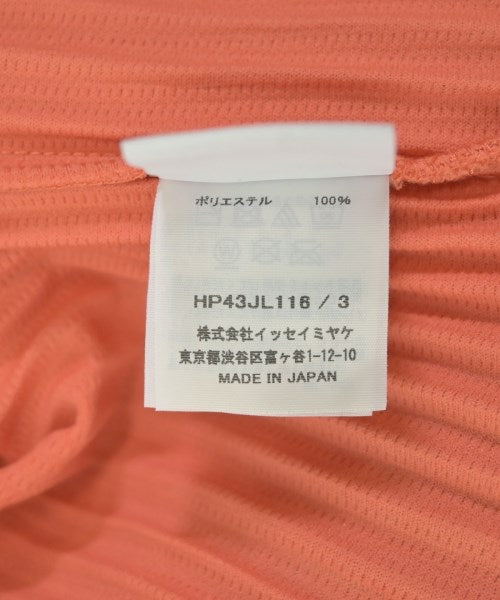 ポリエステル 100%
HP43JL116 / 3
株式会社イッセイミヤケ
東京都渋谷区富ヶ谷1-12-10
MADE IN JAPAN